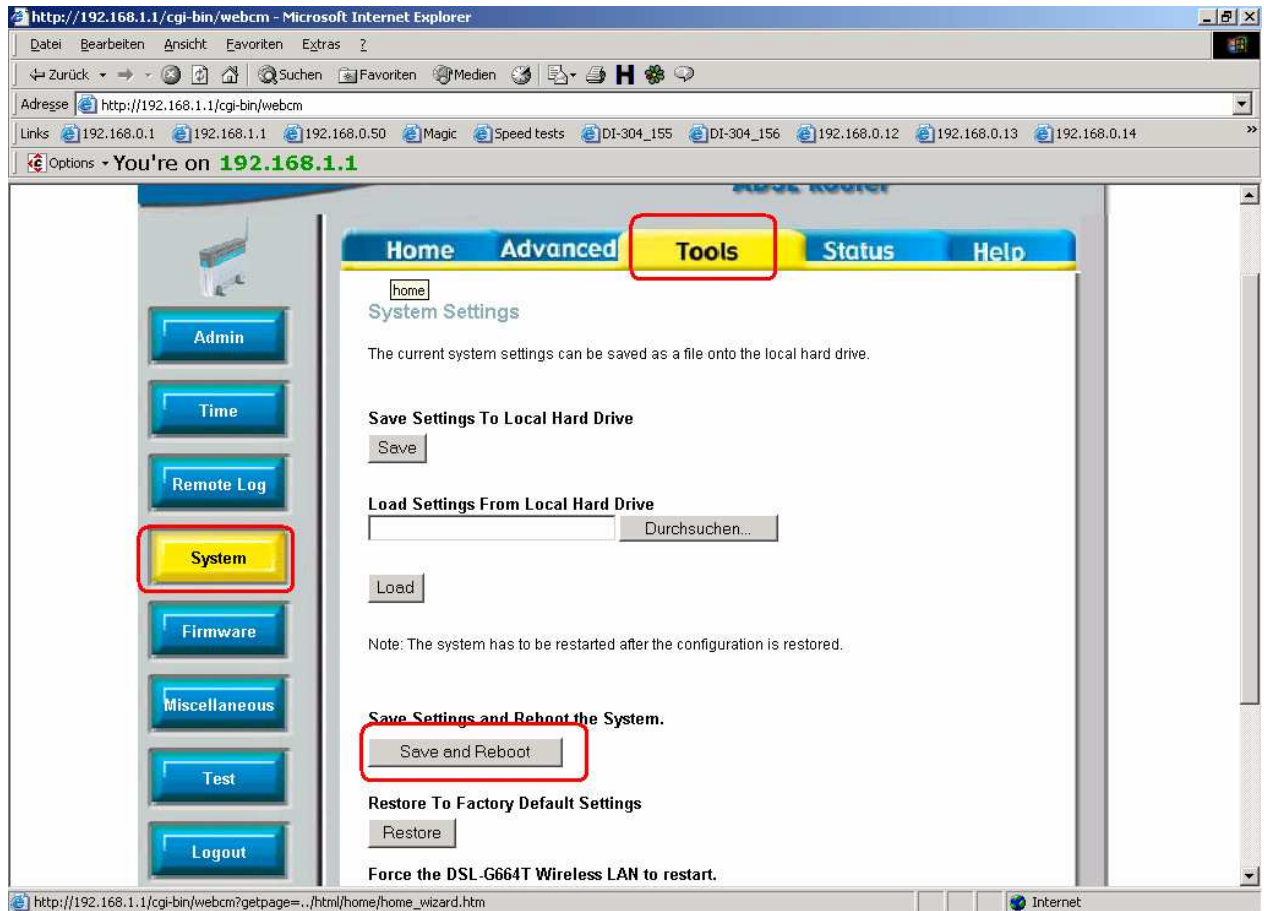 http://192.168.1.1/cgi-bin/webcm - Microsoft Internet Explorer
Datei Bearbeiten Ansicht Favoriten Extras ?
Zurück Suchen Favoriten Medien H
Adresse http://192.168.1.1/cgi-bin/webcm
Links 192.168.0.1 192.168.1.1 192.168.0.50 Magic Speed tests DI-304_155 DI-304_156 192.168.0.12 192.168.0.13 192.168.0.14 »
Options You're on 192.168.1.1
ADSL Router
Home Advanced Tools Status Help
home
System Settings
The current system settings can be saved as a file onto the local hard drive.
Save Settings To Local Hard Drive
Save
Load Settings From Local Hard Drive
Durchsuchen...
Load
Note: The system has to be restarted after the configuration is restored.
Save Settings and Reboot the System.
Save and Reboot
Restore To Factory Default Settings
Restore
Force the DSL-G664T Wireless LAN to restart.
Admin
Time
Remote Log
System
Firmware
Miscellaneous
Test
Logout
http://192.168.1.1/cgi-bin/webcm?getpage=../html/home/home_wizard.htm Internet